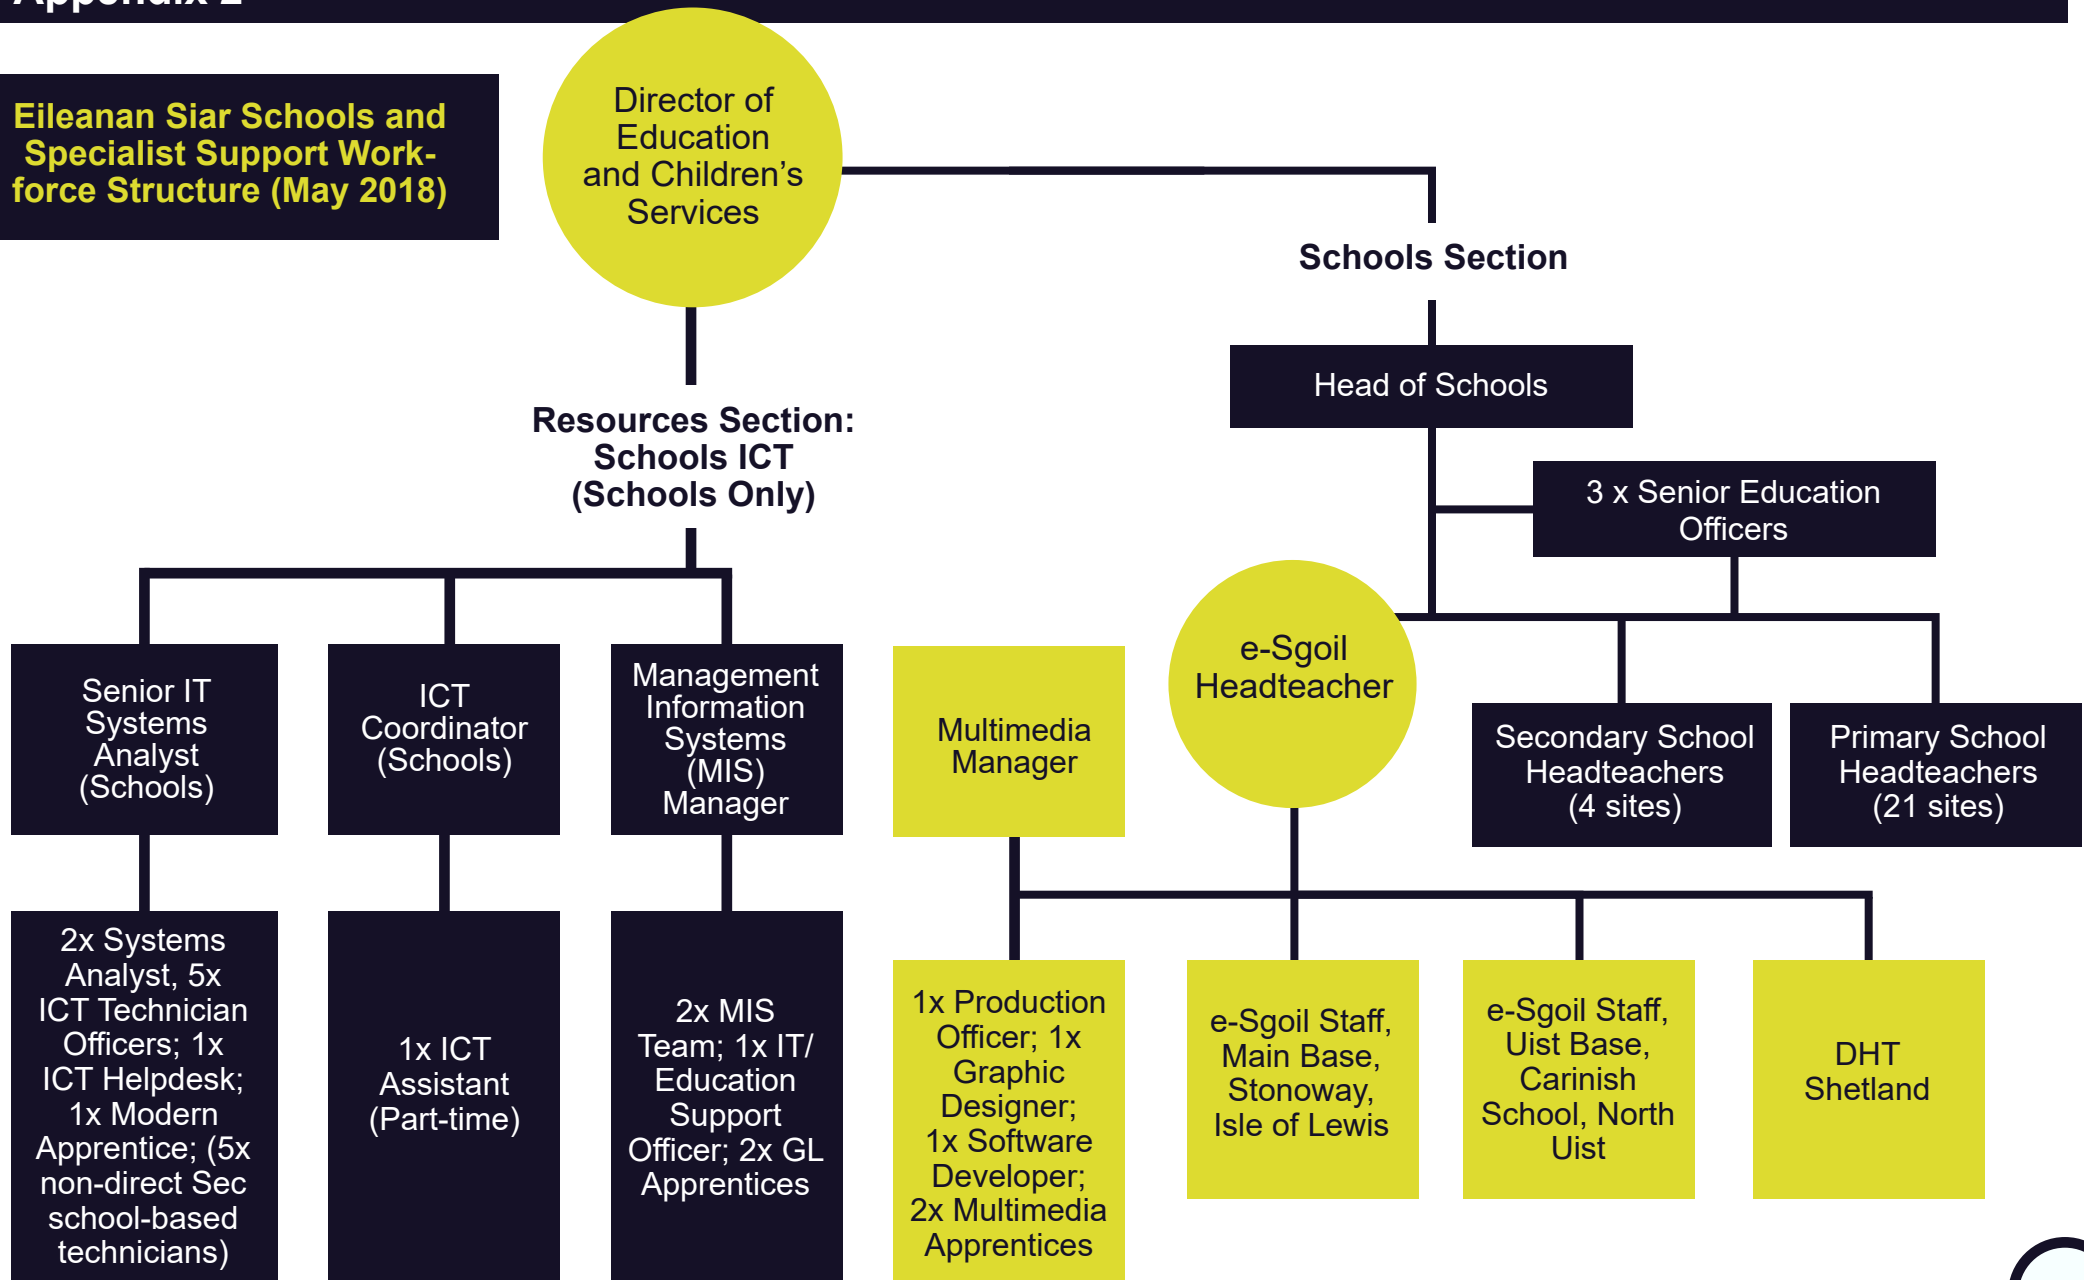 Appendix 2
Eileanan Siar Schools and
Specialist Support Work-
force Structure (May 2018)
Director of
Education
and Children’s
Services
Schools Section
Head of Schools
3 x Senior Education
Officers
Resources Section:
Schools ICT
(Schools Only)
Senior IT
Systems
Analyst
(Schools)
ICT
Coordinator
(Schools)
Management
Information
Systems
(MIS)
Manager
Multimedia
Manager
e-Sgoil
Headteacher
Secondary School
Headteachers
(4 sites)
Primary School
Headteachers
(21 sites)
2x Systems
Analyst, 5x
ICT Technician
Officers; 1x
ICT Helpdesk;
1x Modern
Apprentice; (5x
non-direct Sec
school-based
technicians)
1x ICT
Assistant
(Part-time)
2x MIS
Team; 1x IT/
Education
Support
Officer; 2x GL
Apprentices
1x Production
Officer; 1x
Graphic
Designer;
1x Software
Developer;
2x Multimedia
Apprentices
e-Sgoil Staff,
Main Base,
Stonoway,
Isle of Lewis
e-Sgoil Staff,
Uist Base,
Carinish
School, North
Uist
DHT
Shetland